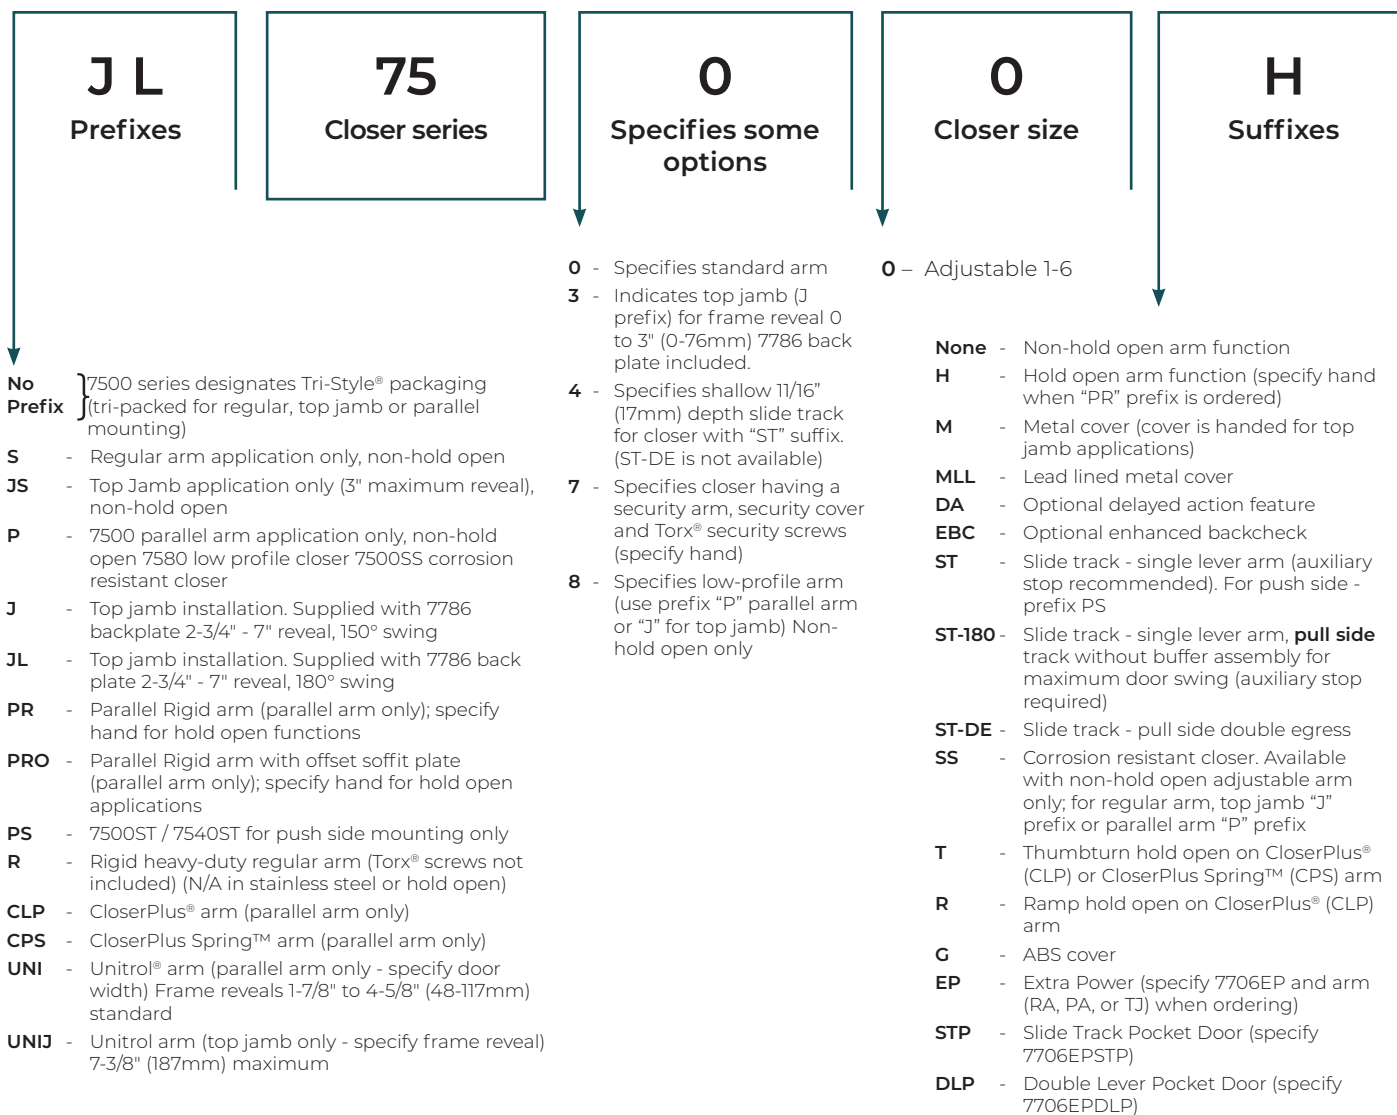 J L
Prefixes
75
Closer series
0
Specifies some
options
0
Closer size
H
Suffixes
No
Prefix
7500 series designates Tri-Style® packaging
(tri-packed for regular, top jamb or parallel
mounting)
S - Regular arm application only, non-hold open
JS - Top Jamb application only (3" maximum reveal),
non-hold open
P - 7500 parallel arm application only, non-hold
open 7580 low profile closer 7500SS corrosion
resistant closer
J - Top jamb installation. Supplied with 7786
backplate 2-3/4" - 7" reveal, 150° swing
JL - Top jamb installation. Supplied with 7786 back
plate 2-3/4" - 7" reveal, 180° swing
PR - Parallel Rigid arm (parallel arm only); specify
hand for hold open functions
PRO - Parallel Rigid arm with offset soffit plate
(parallel arm only); specify hand for hold open
applications
PS - 7500ST / 7540ST for push side mounting only
R - Rigid heavy-duty regular arm (Torx® screws not
included) (N/A in stainless steel or hold open)
CLP - CloserPlus® arm (parallel arm only)
CPS - CloserPlus Spring™ arm (parallel arm only)
UNI - Unitrol® arm (parallel arm only - specify door
width) Frame reveals 1-7/8" to 4-5/8" (48-117mm)
standard
UNIJ - Unitrol arm (top jamb only - specify frame reveal)
7-3/8" (187mm) maximum
0 - Specifies standard arm
3 - Indicates top jamb (J
prefix) for frame reveal 0
to 3" (0-76mm) 7786 back
plate included.
4 - Specifies shallow 11/16”
(17mm) depth slide track
for closer with “ST” suffix.
(ST-DE is not available)
7 - Specifies closer having a
security arm, security cover
and Torx® security screws
(specify hand)
8 - Specifies low-profile arm
(use prefix “P” parallel arm
or “J” for top jamb) Non-
hold open only
0 – Adjustable 1-6
None - Non-hold open arm function
H - Hold open arm function (specify hand
when “PR” prefix is ordered)
M - Metal cover (cover is handed for top
jamb applications)
MLL - Lead lined metal cover
DA - Optional delayed action feature
EBC - Optional enhanced backcheck
ST - Slide track - single lever arm (auxiliary
stop recommended). For push side -
prefix PS
ST-180 - Slide track - single lever arm, pull side
track without buffer assembly for
maximum door swing (auxiliary stop
required)
ST-DE - Slide track - pull side double egress
SS - Corrosion resistant closer. Available
with non-hold open adjustable arm
only; for regular arm, top jamb “J”
prefix or parallel arm “P” prefix
T - Thumbturn hold open on CloserPlus®
(CLP) or CloserPlus Spring™ (CPS) arm
R - Ramp hold open on CloserPlus® (CLP)
arm
G - ABS cover
EP - Extra Power (specify 7706EP and arm
(RA, PA, or TJ) when ordering)
STP - Slide Track Pocket Door (specify
7706EPSTP)
DLP - Double Lever Pocket Door (specify
7706EPDLP)